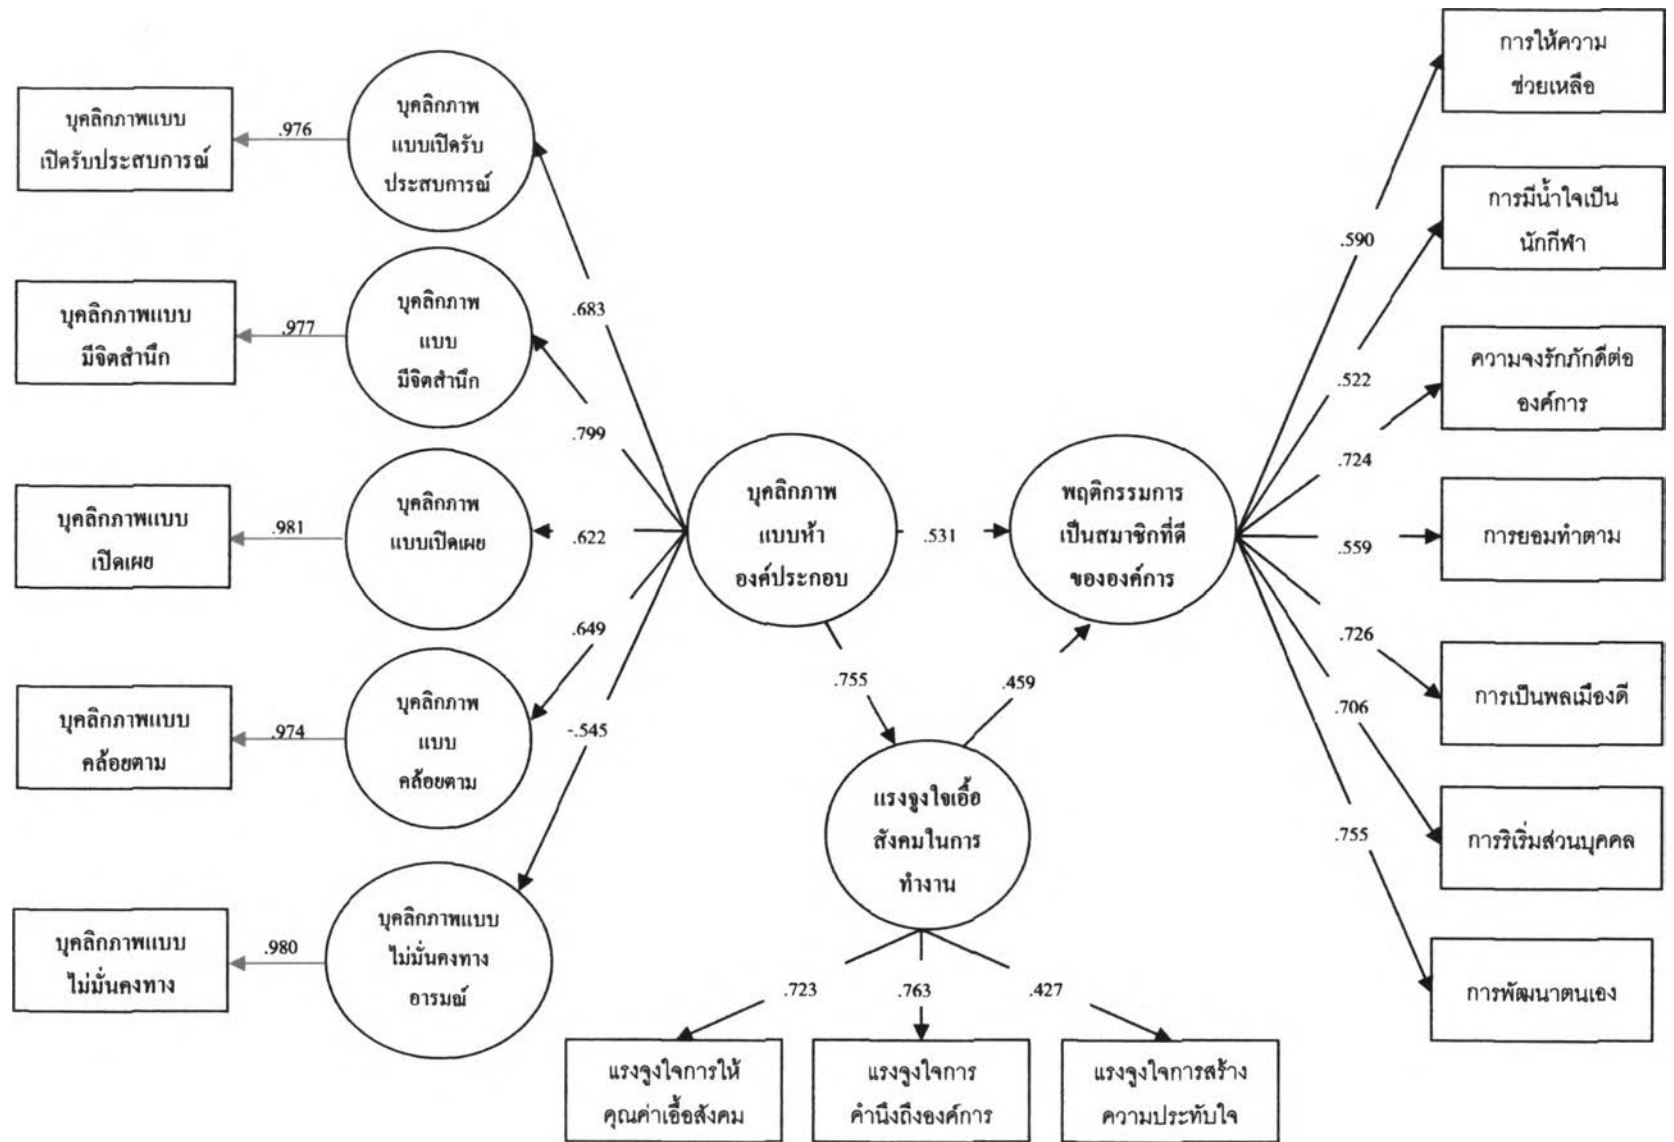 บุคลิกภาพแบบ
เปิดรับประสบการณ์
.976
บุคลิกภาพ
แบบเปิดรับ
ประสบการณ์
บุคลิกภาพแบบ
มีจิตสำนึก
.977
บุคลิกภาพ
แบบ
มีจิตสำนึก
บุคลิกภาพแบบ
เปิดเผย
.981
บุคลิกภาพ
แบบเปิดเผย
บุคลิกภาพแบบ
คล้อยตาม
.974
บุคลิกภาพ
แบบ
คล้อยตาม
บุคลิกภาพแบบ
ไม่มั่นคงทาง
.980
บุคลิกภาพแบบ
ไม่มั่นคงทาง
อารมณ์
.683
.799
.622
.649
-.545
บุคลิกภาพ
แบบห้า
องค์ประกอบ
.531
พฤติกรรมการ
เป็นสมาชิกที่ดี
ขององค์การ
.755
.459
แรงจูงใจเอื้อ
สังคมในการ
ทำงาน
.723
.763
.427
แรงจูงใจการให้
คุณค่าเอื้อสังคม
แรงจูงใจการ
คำนึงถึงองค์การ
แรงจูงใจการสร้าง
ความประทับใจ
.590
.522
.724
.559
.726
.706
.755
การให้ความ
ช่วยเหลือ
การมีน้ำใจเป็น
นักกีฬา
ความจงรักภักดีต่อ
องค์การ
การยอมทำตาม
การเป็นพลเมืองดี
การริเริ่มส่วนบุคคล
การพัฒนาตนเอง